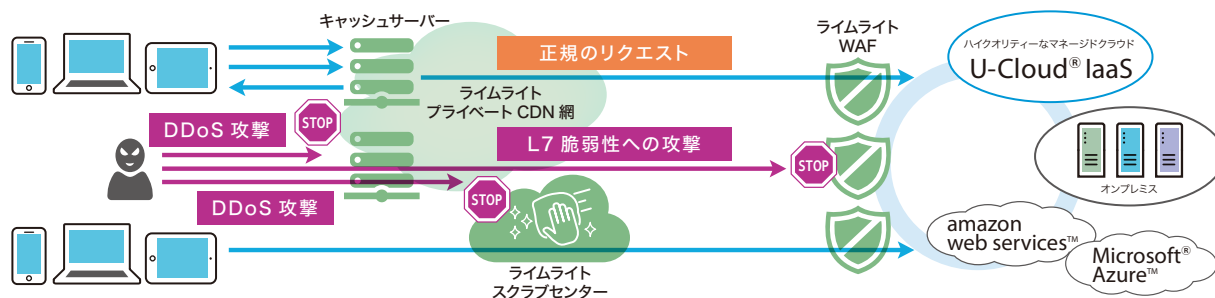 キャッシュサーバー
正規のリクエスト
ライムライト
WAF
ハイクオリティーなマネージドクラウド
U-Cloud® IaaS
ライムライト
プライベート CDN 網
STOP
DDoS 攻撃
L7 脆弱性への攻撃
STOP
オンプレミス
STOP
DDoS 攻撃
amazon
web services™
Microsoft®
Azure™
ライムライト
スクラブセンター